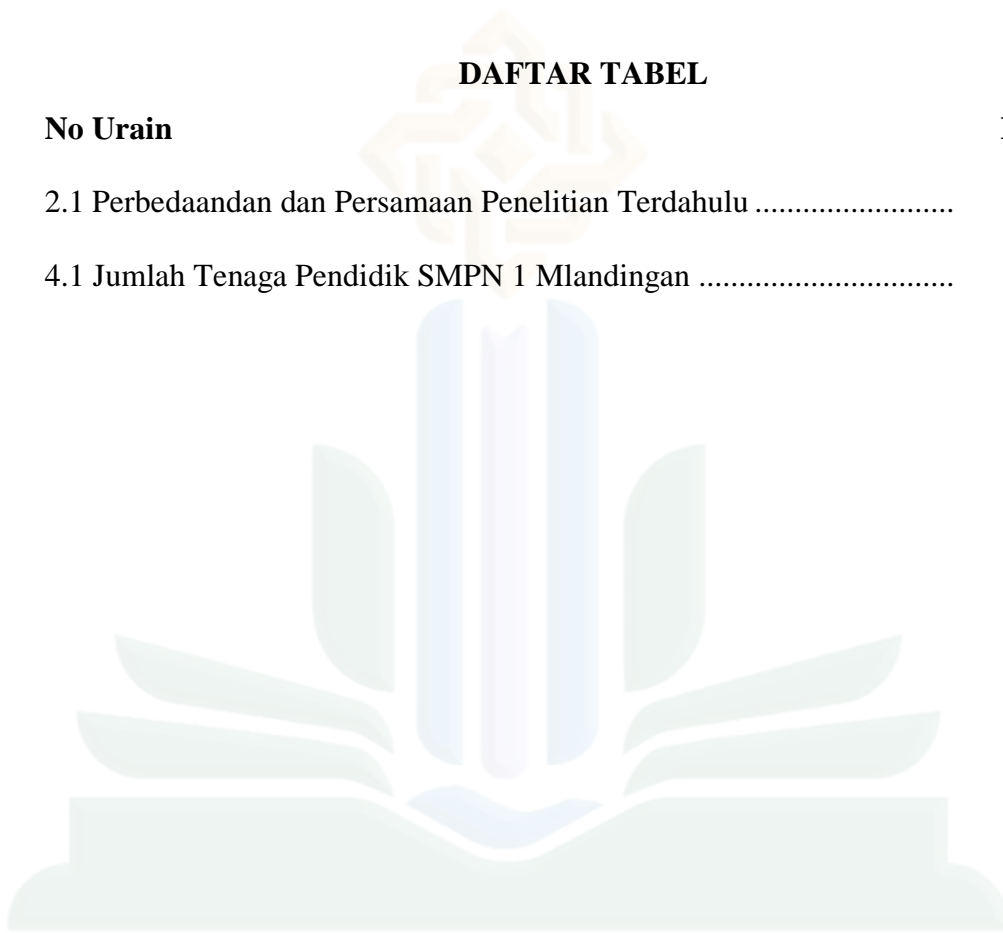 DAFTAR TABEL
No Urain
2.1 Perbedaandan dan Persamaan Penelitian Terdahulu .........................
4.1 Jumlah Tenaga Pendidik SMPN 1 Mlandingan ................................